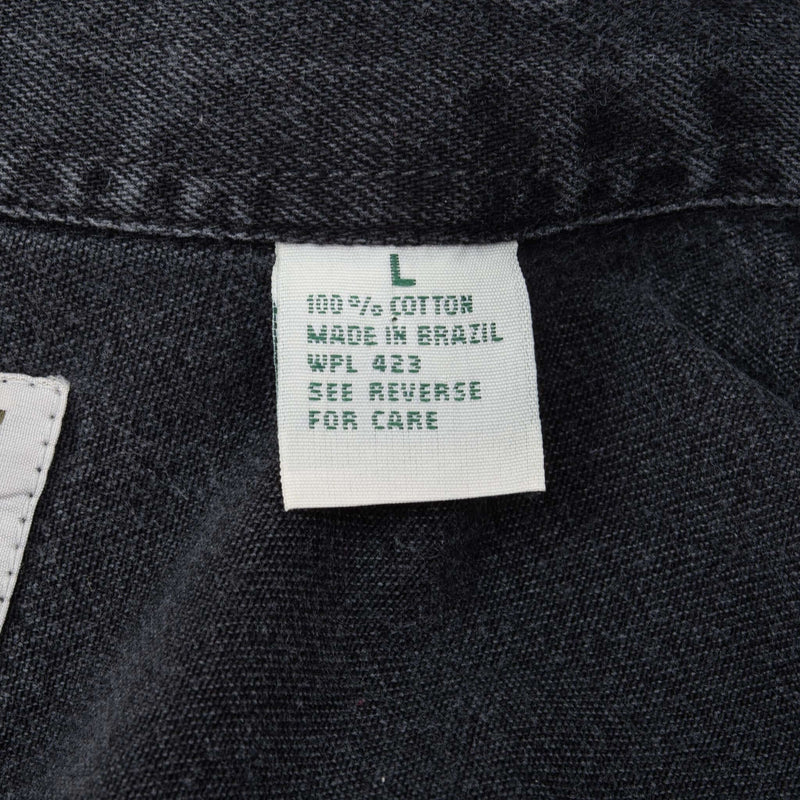 L
100% COTTON
MADE IN BRAZIL
WPL 423
SEE REVERSE
FOR CARE